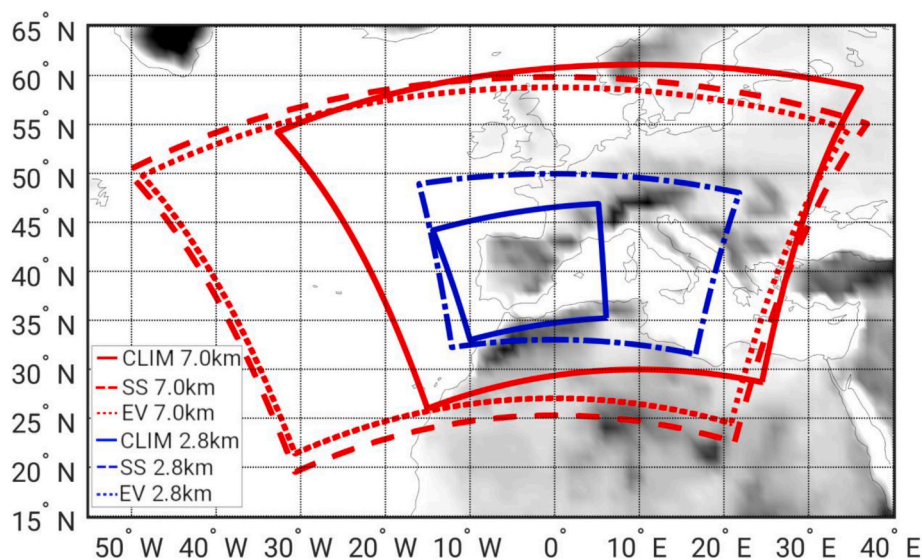 65° N
60° N
55° N
50° N
45° N
40° N
35° N
30° N
25° N
20° N
15° N
CLIM 7.0km
SS 7.0km
EV 7.0km
CLIM 2.8km
SS 2.8km
EV 2.8km
50° W 40° W 30° W 20° W 10° W 0° 10° E 20° E 30° E 40° E